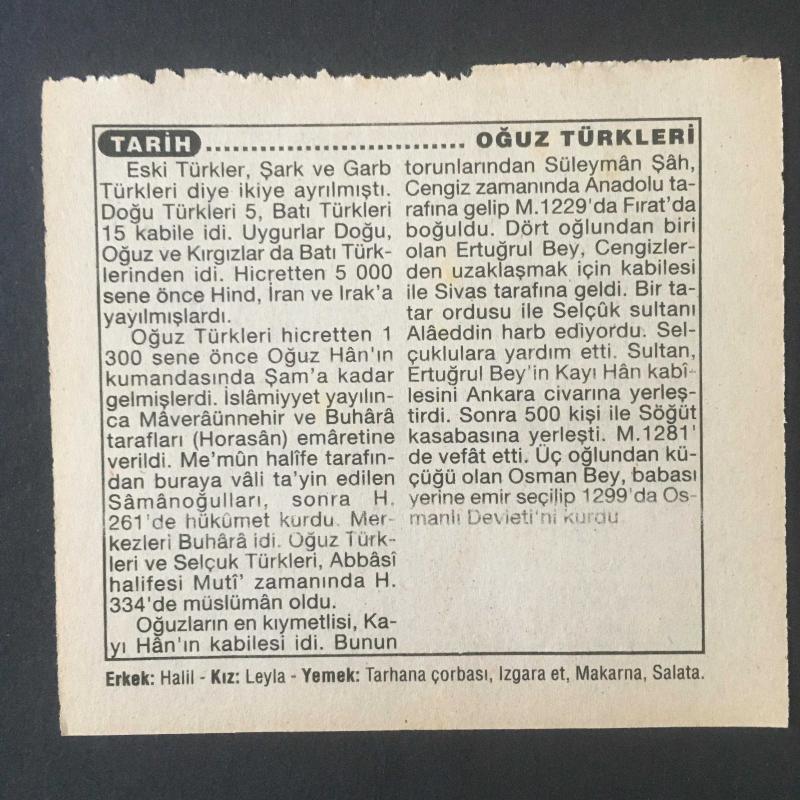 TARİH .............................. OĞUZ TÜRKLERİ
Eski Türkler, Şark ve Garb
Türkleri diye ikiye ayrılmıştı.
Doğu Türkleri 5, Batı Türkleri
15 kabile idi. Uygurlar Doğu,
Oğuz ve Kırgızlar da Batı Türk-
lerinden idi. Hicretten 5 000
sene önce Hind, İran ve Irak'a
yayılmışlardı.
Oğuz Türkleri hicretten 1
300 sene önce Oğuz Hân'ın
kumandasında Şam'a kadar
gelmişlerdi. İslâmiyyet yayılın-
ca Mâverâünnehir ve Buhârâ
tarafları (Horasân) emâretine
verildi. Me'mûn halîfe tarafın-
dan buraya vâli ta'yin edilen
Sâmânoğulları, sonra H.
261'de hükûmet kurdu. Mer-
kezleri Buhârâ idi. Oğuz Türk-
leri ve Selçuk Türkleri, Abbâsî
halifesi Mutî' zamanında H.
334'de müslümân oldu.
Oğuzların en kıymetlisi, Ka-
yı Hân'ın kabilesi idi. Bunun
torunlarından Süleymân Şâh,
Cengiz zamanında Anadolu ta-
rafına gelip M.1229'da Fırat'da
boğuldu. Dört oğlundan biri
olan Ertuğrul Bey, Cengizler-
den uzaklaşmak için kabilesi
ile Sivas tarafına geldi. Bir ta-
tar ordusu ile Selçûk sultanı
Alâeddin harb ediyordu. Sel-
çuklulara yardım etti. Sultan,
Ertuğrul Bey'in Kayı Hân kabî-
lesini Ankara civarına yerleş-
tirdi. Sonra 500 kişi ile Söğüt
kasabasına yerleşti. M.1281'
de vefât etti. Üç oğlundan kü-
çüğü olan Osman Bey, babası
yerine emir seçilip 1299'da Os-
manlı Devleti'ni kurdu.
Erkek: Halil - Kız: Leyla - Yemek: Tarhana çorbası, Izgara et, Makarna, Salata.